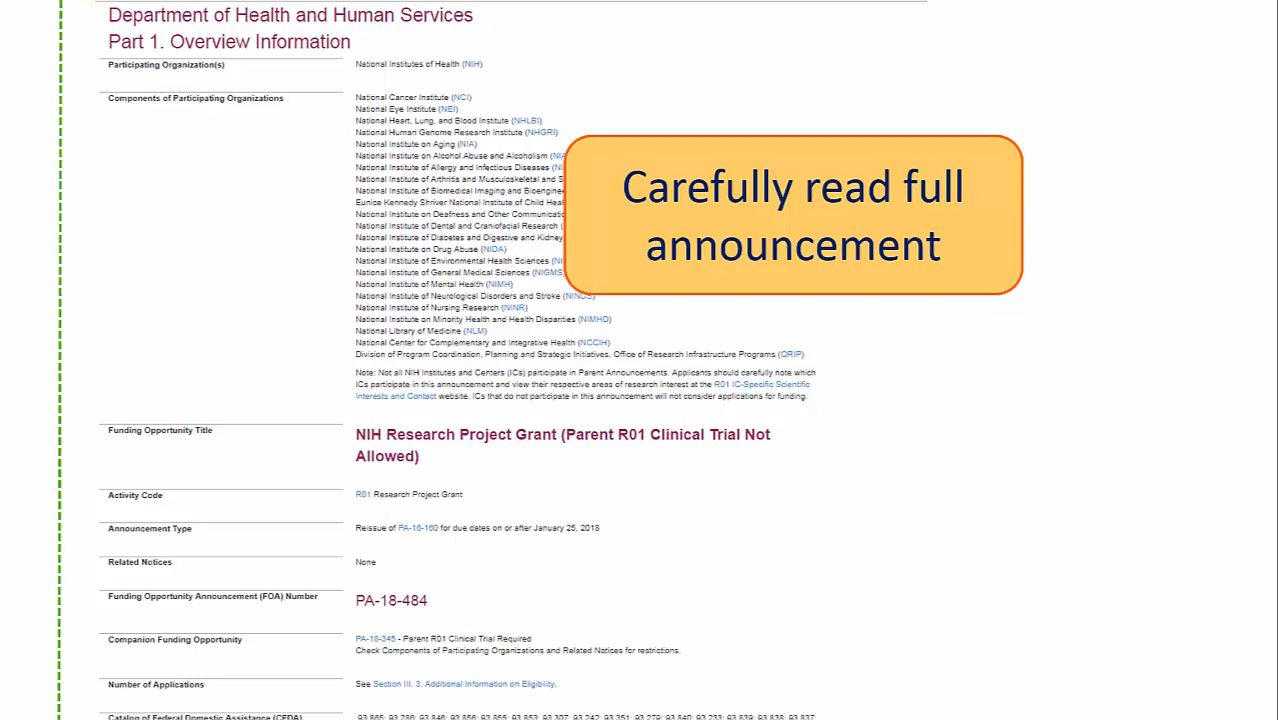 Department of Health and Human Services
Part 1. Overview Information
Participating Organization(s)
National Institutes of Health (NIH)
Components of Participating Organizations
National Cancer Institute (NCI)
National Eye Institute (NEI)
National Heart, Lung, and Blood Institute (NHLBI)
National Human Genome Research Institute (NHGRI)
National Institute on Aging (NIA)
National Institute on Alcohol Abuse and Alcoholism
National Institute of Allergy and Infectious Diseases
National Institute of Arthritis and Musculoskeletal and
National Institute of Biomedical Imaging and
Eunice Kennedy Shriver National Institute of Child
National Institute on Deafness and Other
National Institute of Dental and Craniofacial Research
National Institute of Diabetes and Digestive and Kidney
National Institute on Drug Abuse (NIDA)
National Institute of Environmental Health Sciences
National Institute of General Medical Sciences (NIGMS)
National Institute of Mental Health (NIMH)
National Institute of Neurological Disorders and Stroke (NINDS)
National Institute of Nursing Research (NINR)
National Institute on Minority Health and Health Disparities (NIMHD)
National Library of Medicine (NLM)
National Center for Complementary and Integrative Health (NCCIH)
Division of Program Coordination, Planning and Strategic Initiatives, Office of Research Infrastructure Programs (ORIP)
Carefully read full
announcement
Note: Not all NIH Institutes and Centers (ICs) participate in Parent Announcements. Applicants should carefully note which
ICs participate in this announcement and view their respective areas of research interest at the R01 IC-Specific Scientific
Interests and Contact website. ICs that do not participate in this announcement will not consider applications for funding.
Funding Opportunity Title
NIH Research Project Grant (Parent R01 Clinical Trial Not
Allowed)
Activity Code
R01 Research Project Grant
Announcement Type
Reissue of PA-16-160 for due dates on or after January 25, 2018
Related Notices
None
Funding Opportunity Announcement (FOA) Number
PA-18-484
Companion Funding Opportunity
PA-18-345 - Parent R01 Clinical Trial Required
Check Components of Participating Organizations and Related Notices for restrictions.
Number of Applications
See Section III. 3. Additional Information on Eligibility.
Catalog of Federal Domestic Assistance (CFDA)